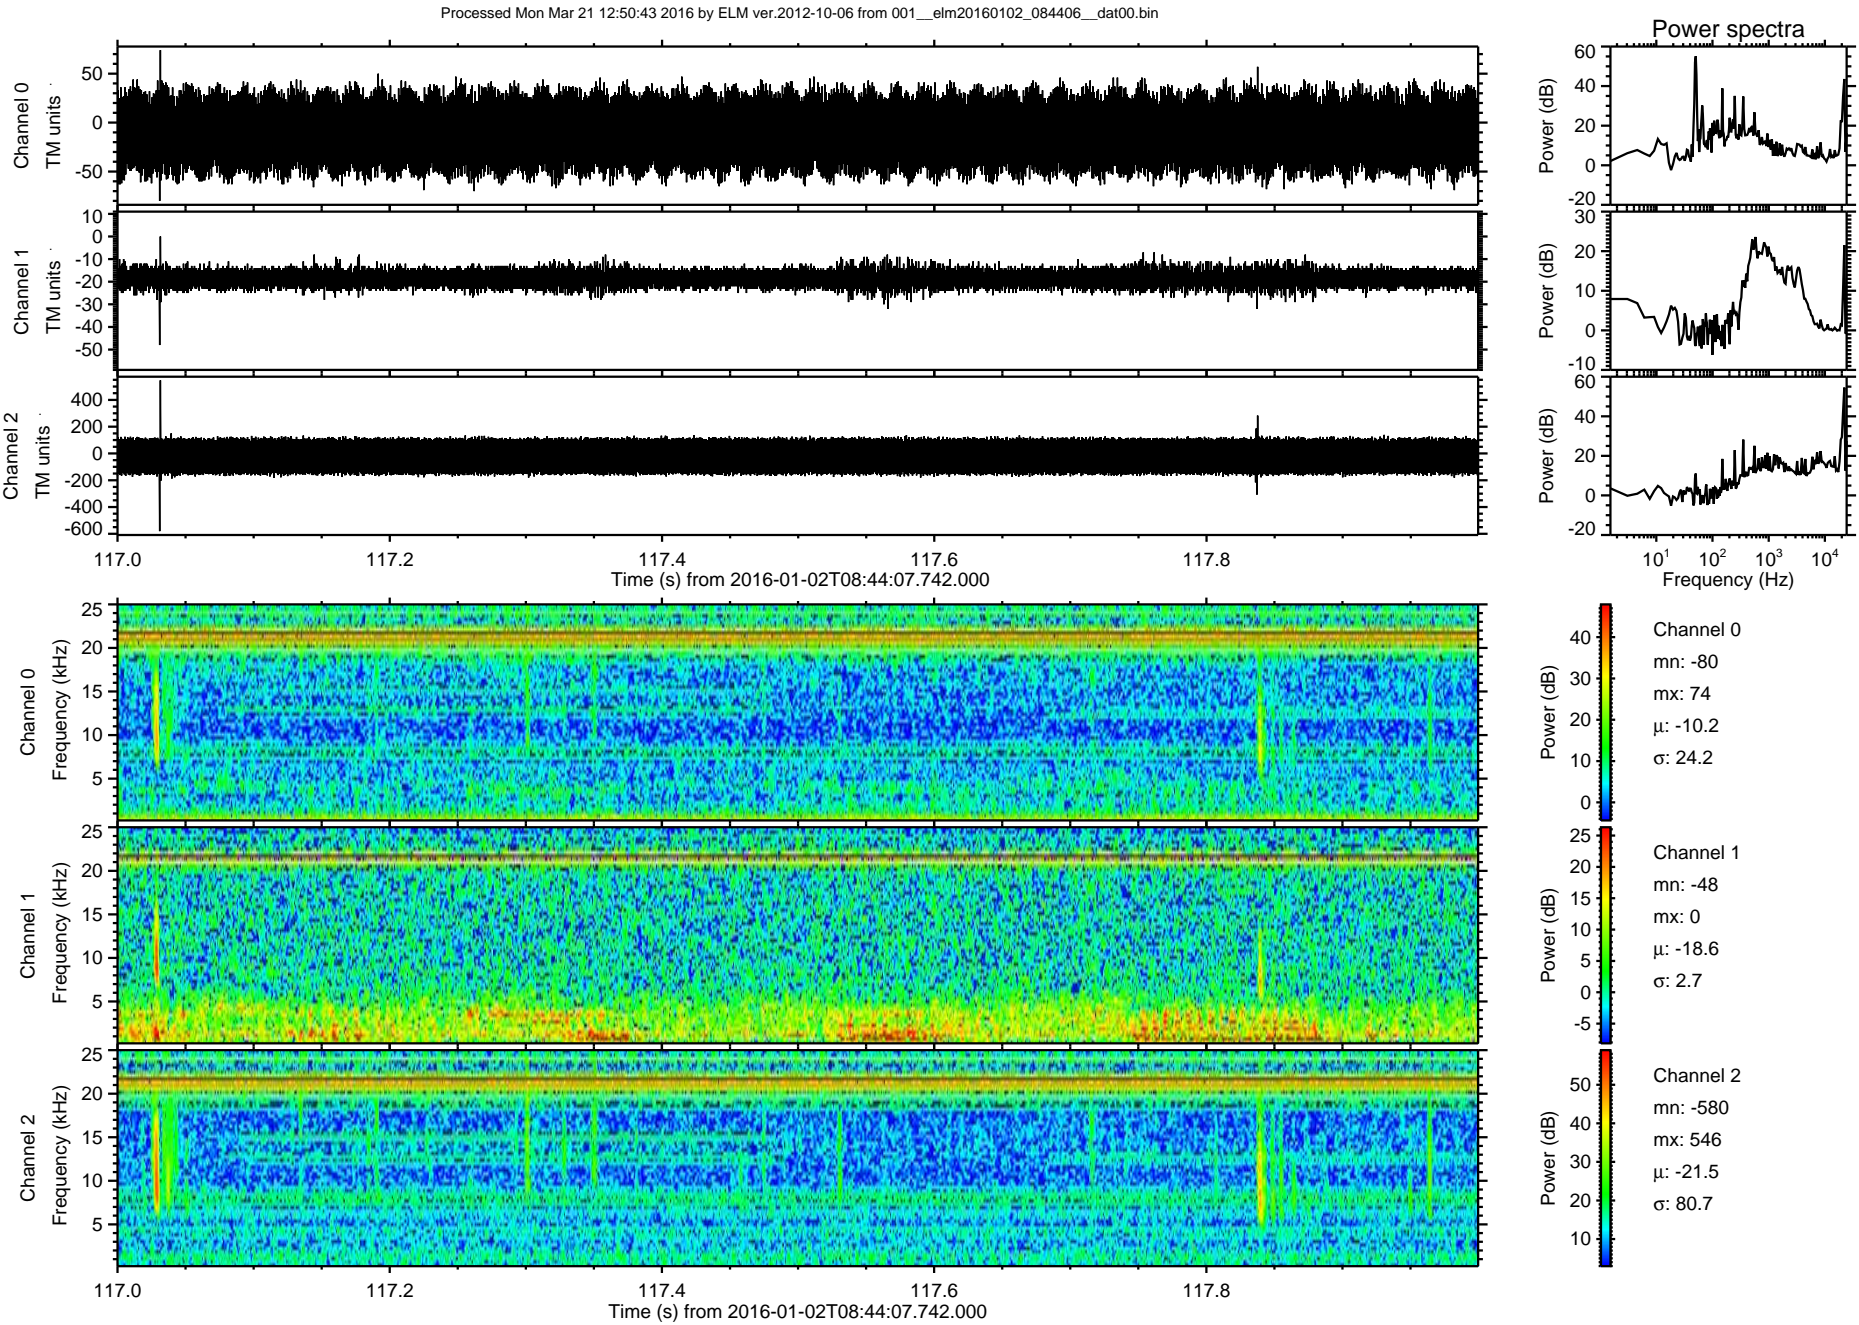 Processed Mon Mar 21 12:50:43 2016 by ELM ver.2012-10-06 from 001__elm20160102_084406__dat00.bin
Power spectra
Channel 0
TM units
50
0
-50
Power (dB)
60
40
20
0
-20
Channel 1
TM units
10
0
-10
-20
-30
-40
-50
Power (dB)
30
20
10
0
-10
Channel 2
TM units
400
200
0
-200
-400
-600
Power (dB)
60
40
20
0
-20
117.0 117.2 117.4 117.6 117.8
Time (s) from 2016-01-02T08:44:07.742.000
10^1 10^2 10^3 10^4
Frequency (Hz)
Channel 0
Frequency (kHz)
25
20
15
10
5
Power (dB)
40
30
20
10
0
Channel 0
mn: -80
mx: 74
μ: -10.2
σ: 24.2
Channel 1
Frequency (kHz)
25
20
15
10
5
Power (dB)
25
20
15
10
5
0
-5
Channel 1
mn: -48
mx: 0
μ: -18.6
σ: 2.7
Channel 2
Frequency (kHz)
25
20
15
10
5
Power (dB)
50
40
30
20
10
Channel 2
mn: -580
mx: 546
μ: -21.5
σ: 80.7
117.0 117.2 117.4 117.6 117.8
Time (s) from 2016-01-02T08:44:07.742.000